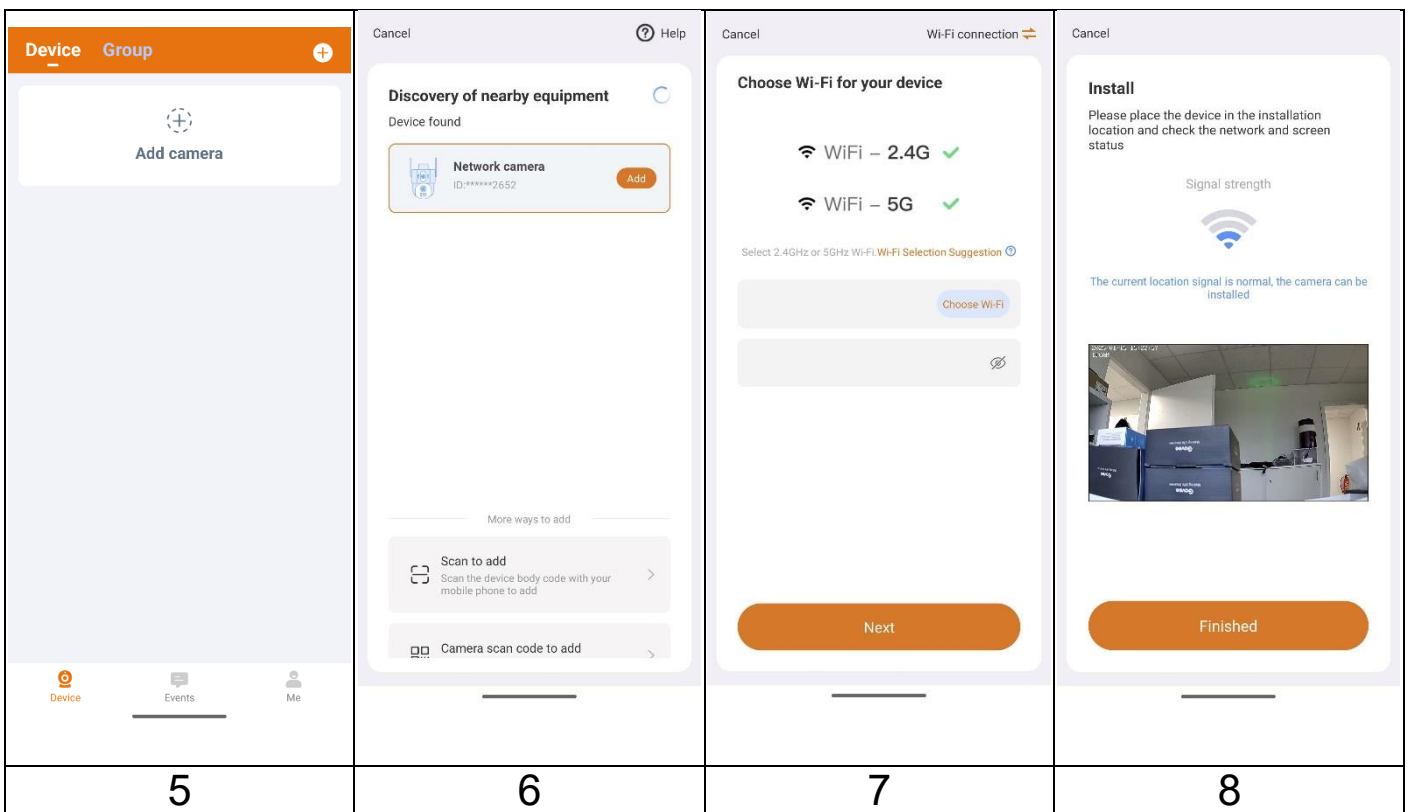 Device Group
Add camera
Device Events Me
5
Cancel Help
Discovery of nearby equipment
Device found
Network camera
ID:******2652
Add
More ways to add
Scan to add
Scan the device body code with your
mobile phone to add
Camera scan code to add
6
Cancel Wi-Fi connection
Choose Wi-Fi for your device
WiFi – 2.4G
WiFi – 5G
Select 2.4GHz or 5GHz Wi-Fi.Wi-Fi Selection Suggestion
Choose Wi-Fi
Next
7
Cancel
Install
Please place the device in the installation
location and check the network and screen
status
Signal strength
The current location signal is normal, the camera can be
installed
Finished
8